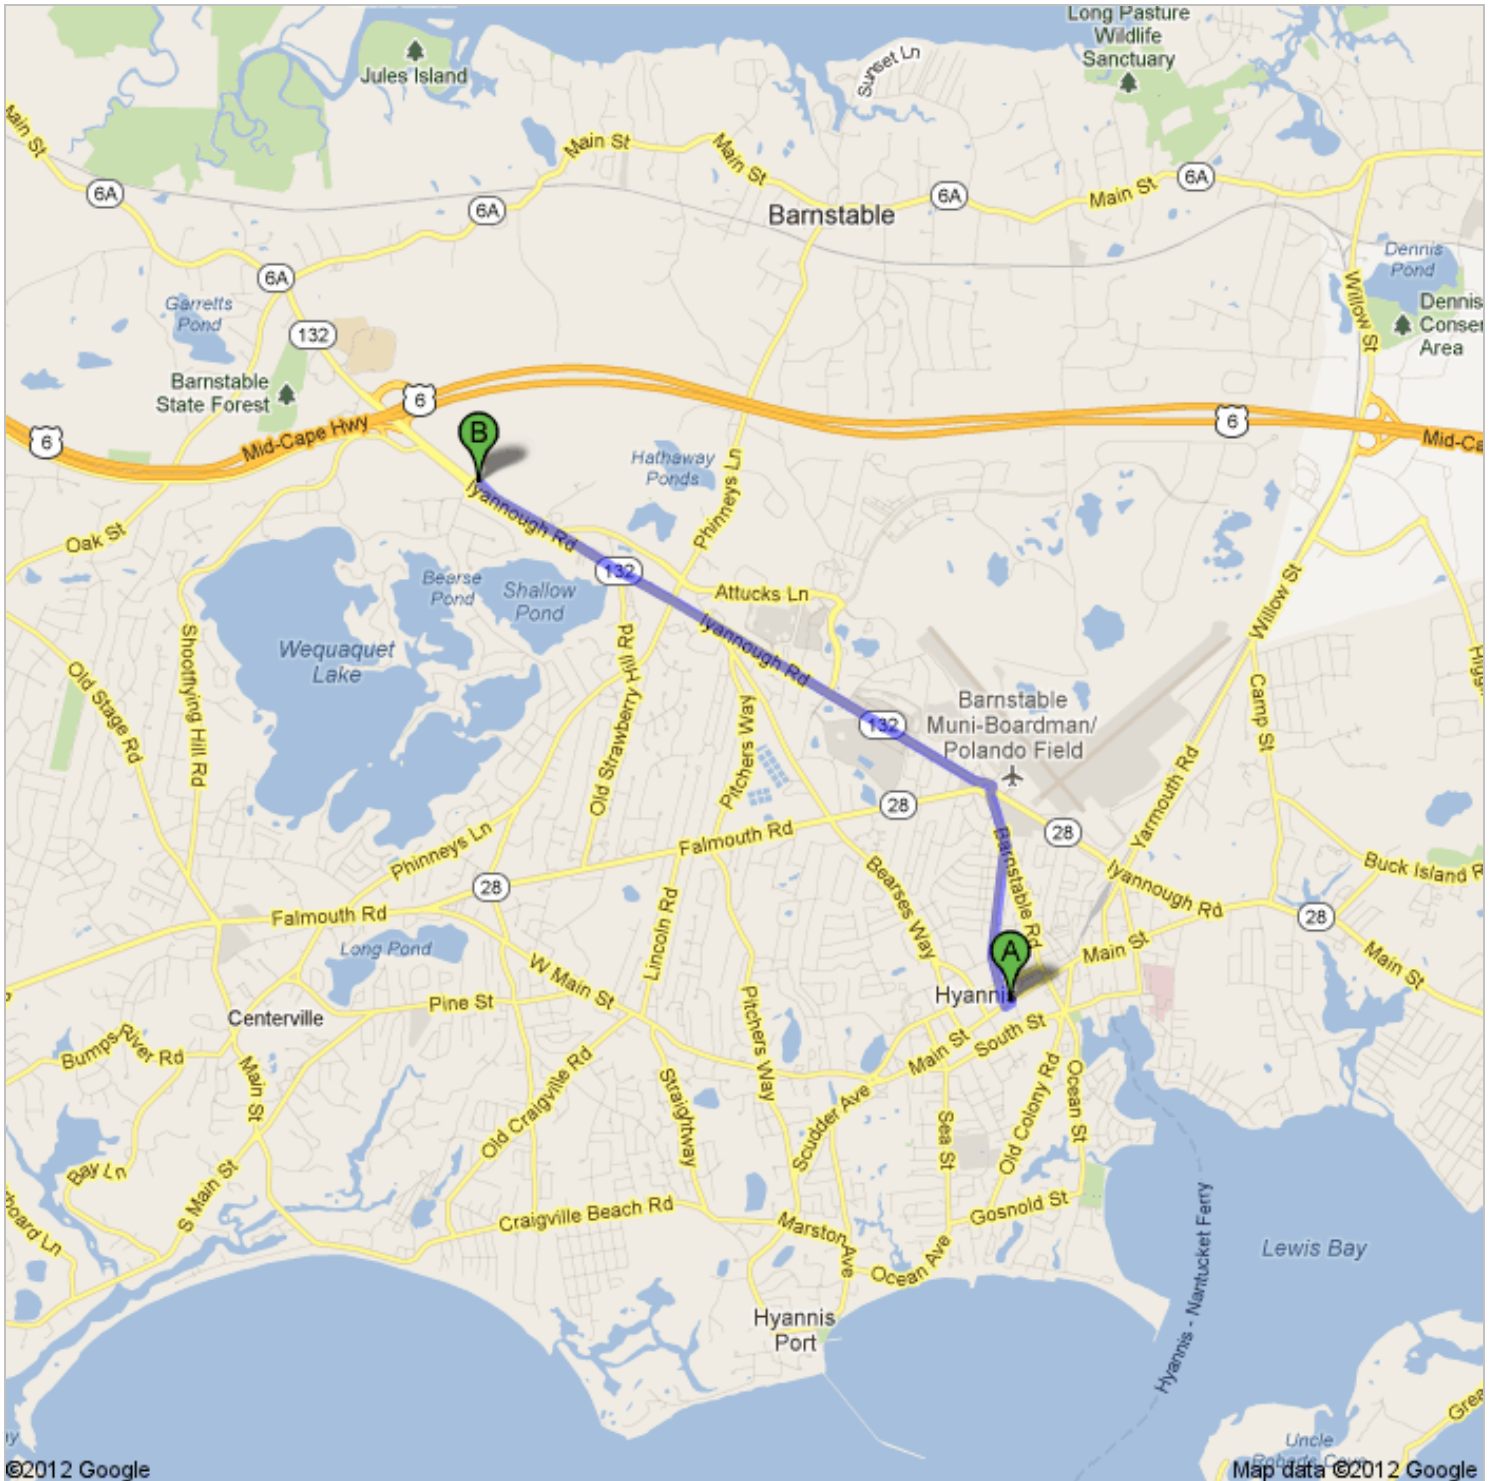 Long Pasture
Wildlife
Sanctuary
Jules Island
Sunset Ln
Main St
Main St
Main St
6A
6A
6A
Main St
6A
Barnstable
6A
Dennis
Pond
Garretts
Pond
132
Willow St
Dennis
Area
Barnstable
State Forest
6
6
Mid-Cape Hwy
6
B
Hathaway
Ponds
Phinneys Ln
Iyannough Rd
Oak St
132
Bearse
Pond
Shallow
Pond
Attucks Ln
Willow St
Iyannough Rd
Wequaquet
Lake
Shootflying Hill Rd
Old Strawberry Hill Rd
Old Stage Rd
Pitchers Way
132
Barnstable
Muni-Boardman/
Polando Field
Camp St
Yarmouth Rd
28
28
Falmouth Rd
Phinneys Ln
Barnstable Rd
Bearses Way
Iyannough Rd
Buck Island R
28
Falmouth Rd
28
Lincoln Rd
Long Pond
A
Main St
Main St
W Main St
Hyannis
Pine St
Centerville
South St
Main St
Bumps River Rd
Main St
Pitchers Way
Old Craigville Rd
Straightway
Scudder Ave
Sea St
Old Colony Rd
Ocean St
Bay Ln
S Main St
Craigville Beach Rd
Gosnold St
Marston Ave
Ocean Ave
Lewis Bay
Hyannis - Nantucket Ferry
Hyannis
Port
Uncle
Roberts Cove
©2012 Google
Map data ©2012 Google